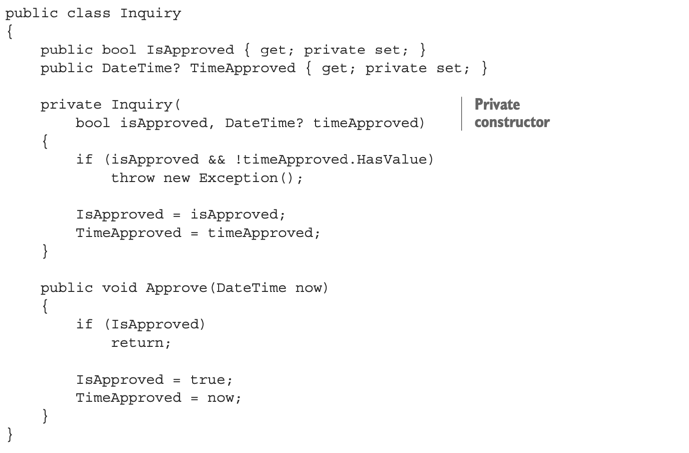 public class Inquiry
{
    public bool IsApproved { get; private set; }
    public DateTime? TimeApproved { get; private set; }

    private Inquiry(
        bool isApproved, DateTime? timeApproved)
    {
        if (isApproved && !timeApproved.HasValue)
            throw new Exception();

        IsApproved = isApproved;
        TimeApproved = timeApproved;
    }

    public void Approve(DateTime now)
    {
        if (IsApproved)
            return;

        IsApproved = true;
        TimeApproved = now;
    }
}
Private
constructor